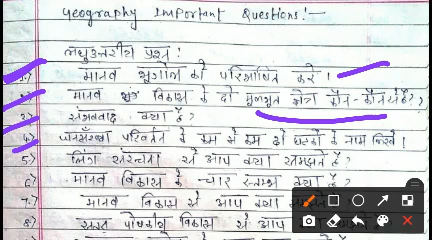 Geography Important Questions!—
लघुउत्तरीय प्रश्न!
1.) मानव भूगोल को परिभाषित करें।
2) मानव विकास के दो मूलभूत क्षेत्र कौन-कौन से हैं?
3) संभववाद क्या है?
4) जनसंख्या परिवर्तन के कम से कम दो घटकों के नाम लिखें।
5) लिंग संरचना से आप क्या समझते हैं?
6) मानव विकास के चार स्तम्भ क्या हैं?
7.) मानव विकास से आप क्या
8.) सतत पोषणीय विकास से आप